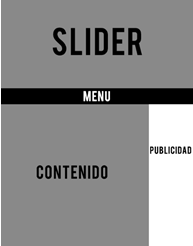 SLIDER
MENU
PUBLICIDAD
CONTENIDO